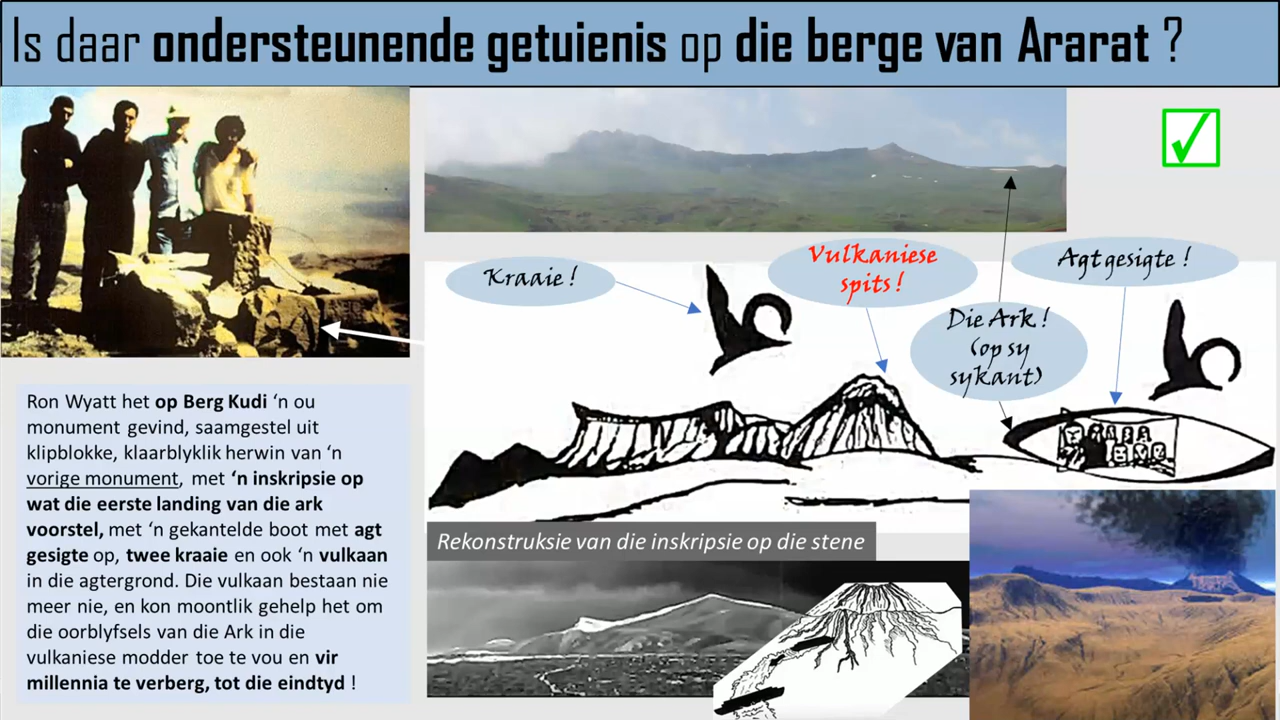 Is daar ondersteunende getuienis op die berge van Ararat ?
Kraaie !
Vulkaniese
spits !
Agt gesigte !
Die Ark !
(op sy
sykant)
Ron Wyatt het op Berg Kudi ‘n ou
monument gevind, saamgestel uit
klipblokke, klaarblyklik herwin van ‘n
vorige monument, met ‘n inskripsie op
wat die eerste landing van die ark
voorstel, met ‘n gekantelde boot met agt
gesigte op, twee kraaie en ook ‘n vulkaan
in die agtergrond. Die vulkaan bestaan nie
meer nie, en kon moontlik gehelp het om
die oorblyfsels van die Ark in die
vulkaniese modder toe te vou en vir
millennia te verberg, tot die eindtyd !
Rekonstruksie van die inskripsie op die stene